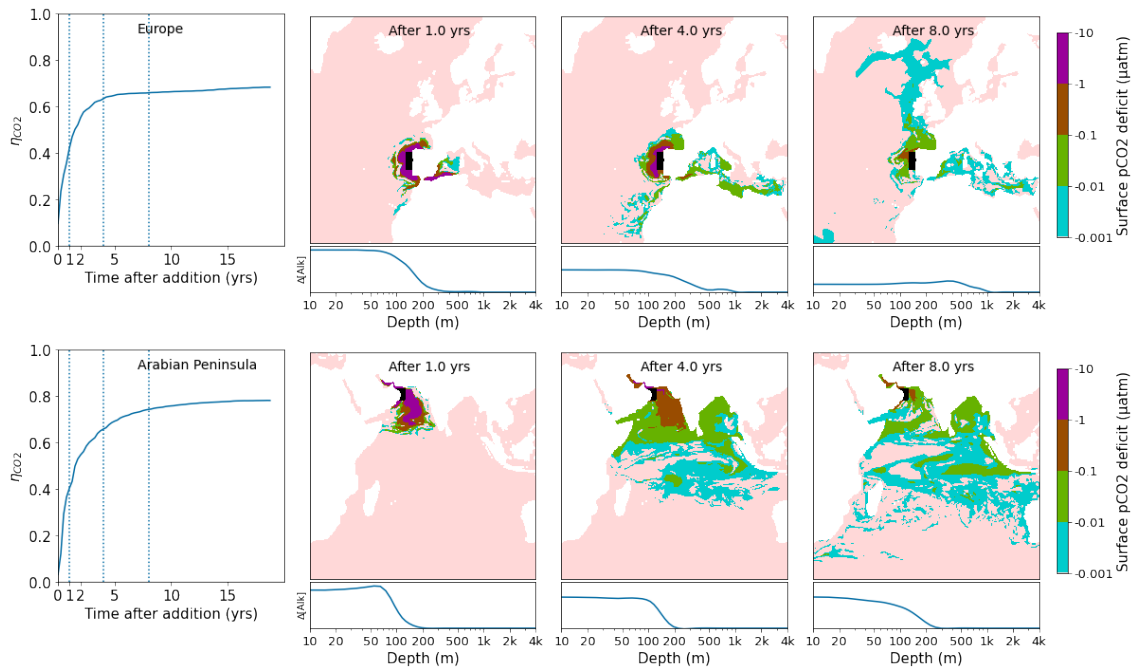 Europe
1.0
0.8
0.6
0.4
0.2
0.0
ηCO2
0 1 2 5 10 15
Time after addition (yrs)
After 1.0 yrs
After 4.0 yrs
After 8.0 yrs
Δ[Alk]
10 20 50 100 200 500 1k 2k 4k
Depth (m)
10 20 50 100 200 500 1k 2k 4k
Depth (m)
10 20 50 100 200 500 1k 2k 4k
Depth (m)
-10
-1
-0.1
-0.01
-0.001
Surface pCO2 deficit (μatm)
Arabian Peninsula
1.0
0.8
0.6
0.4
0.2
0.0
ηCO2
0 1 2 5 10 15
Time after addition (yrs)
After 1.0 yrs
After 4.0 yrs
After 8.0 yrs
Δ[Alk]
10 20 50 100 200 500 1k 2k 4k
Depth (m)
10 20 50 100 200 500 1k 2k 4k
Depth (m)
10 20 50 100 200 500 1k 2k 4k
Depth (m)
-10
-1
-0.1
-0.01
-0.001
Surface pCO2 deficit (μatm)